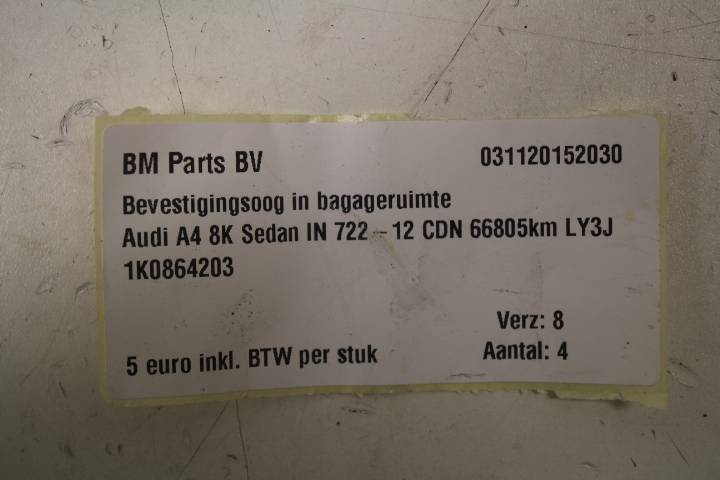 BM Parts BV 031120152030
Bevestigingsoog in bagageruimte
Audi A4 8K Sedan IN 722 - 12 CDN 66805km LY3J
1K0864203
Verz: 8
5 euro inkl. BTW per stuk Aantal: 4